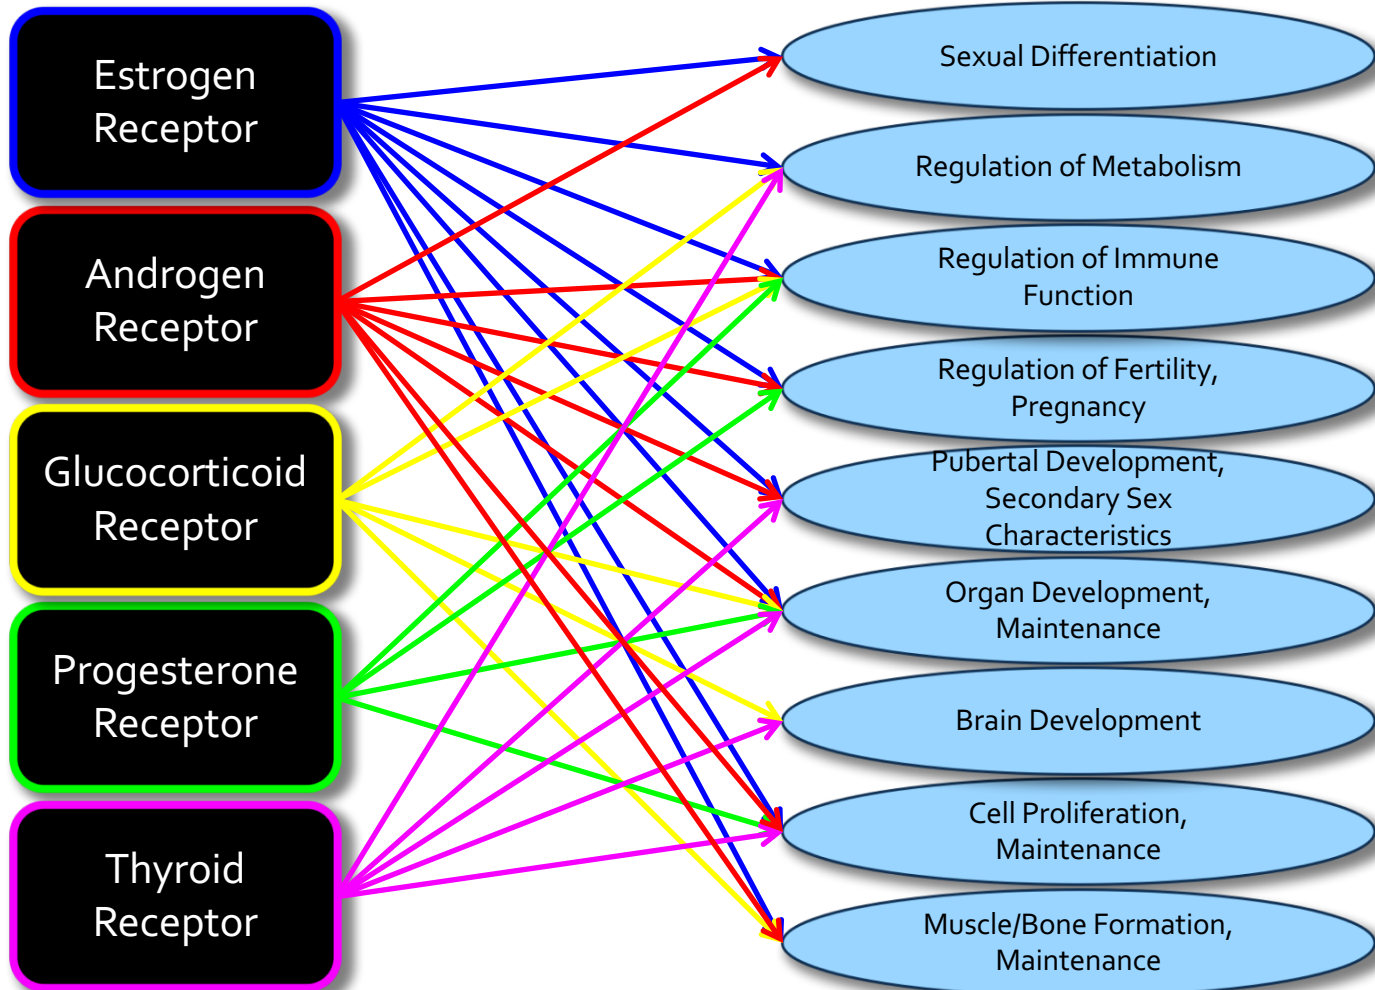 Estrogen
Receptor
Androgen
Receptor
Glucocorticoid
Receptor
Progesterone
Receptor
Thyroid
Receptor
Sexual Differentiation
Regulation of Metabolism
Regulation of Immune
Function
Regulation of Fertility,
Pregnancy
Pubertal Development,
Secondary Sex
Characteristics
Organ Development,
Maintenance
Brain Development
Cell Proliferation,
Maintenance
Muscle/Bone Formation,
Maintenance